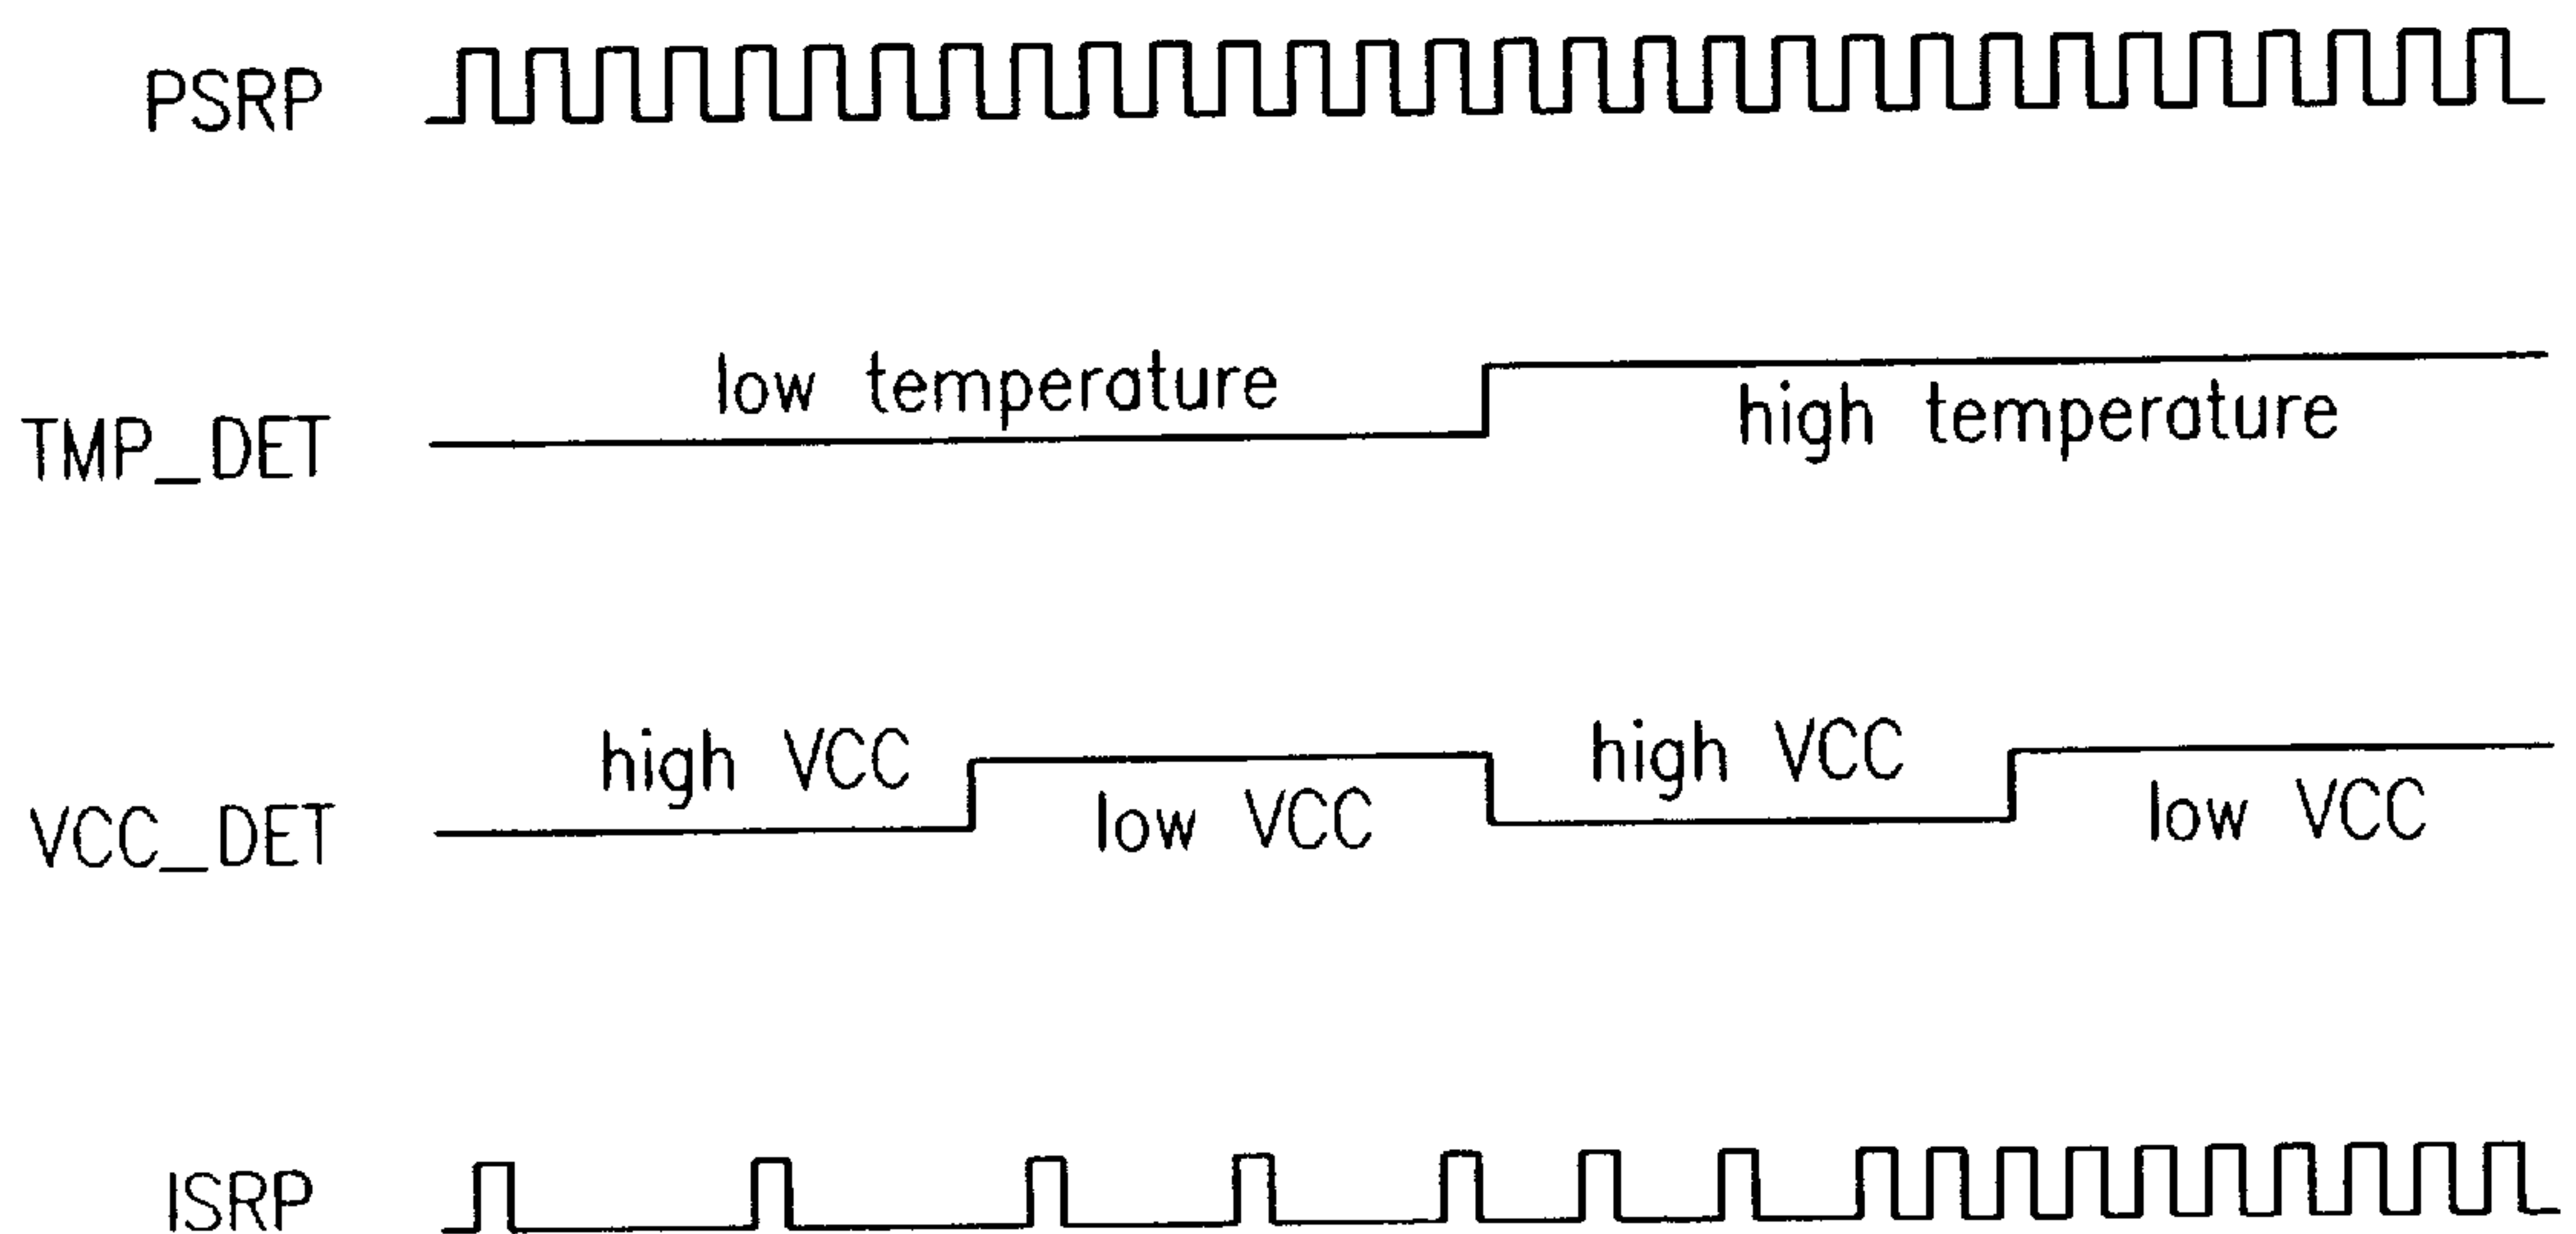 PSRP
low temperature
high temperature
TMP_DET
high VCC
low VCC
high VCC
low VCC
VCC_DET
ISRP